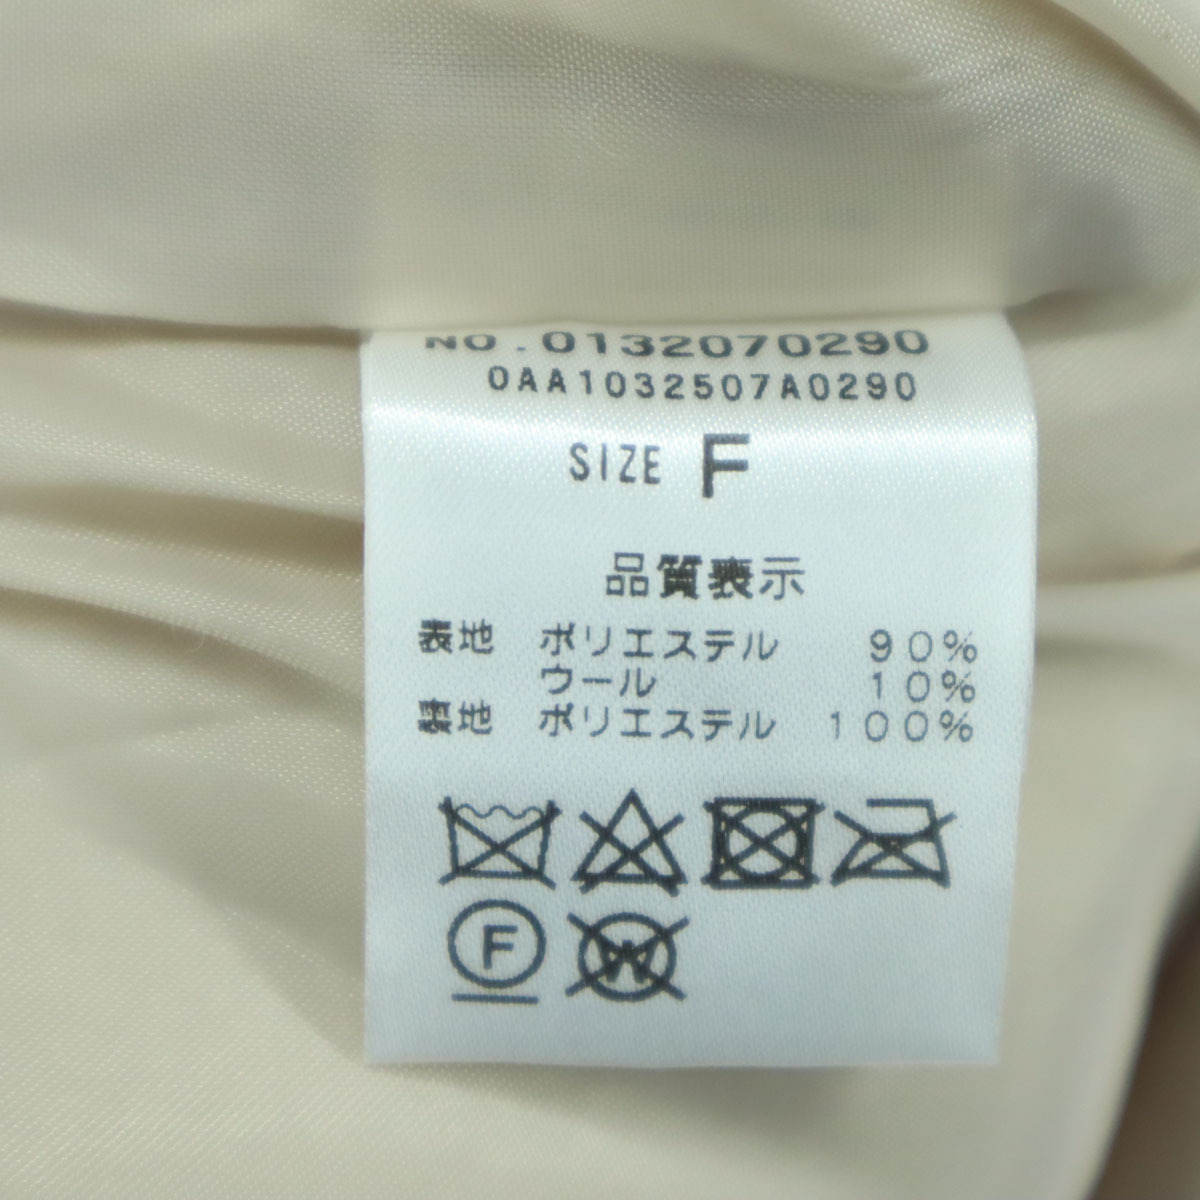 NO.0132070290
0AA1032507A0290
SIZE F
品質表示
表地 ポリエステル 90%
ウール 10%
裏地 ポリエステル 100%
F
W